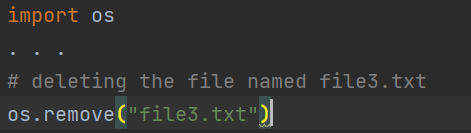 import os
. . .
# deleting the file named file3.txt
os.remove("file3.txt")